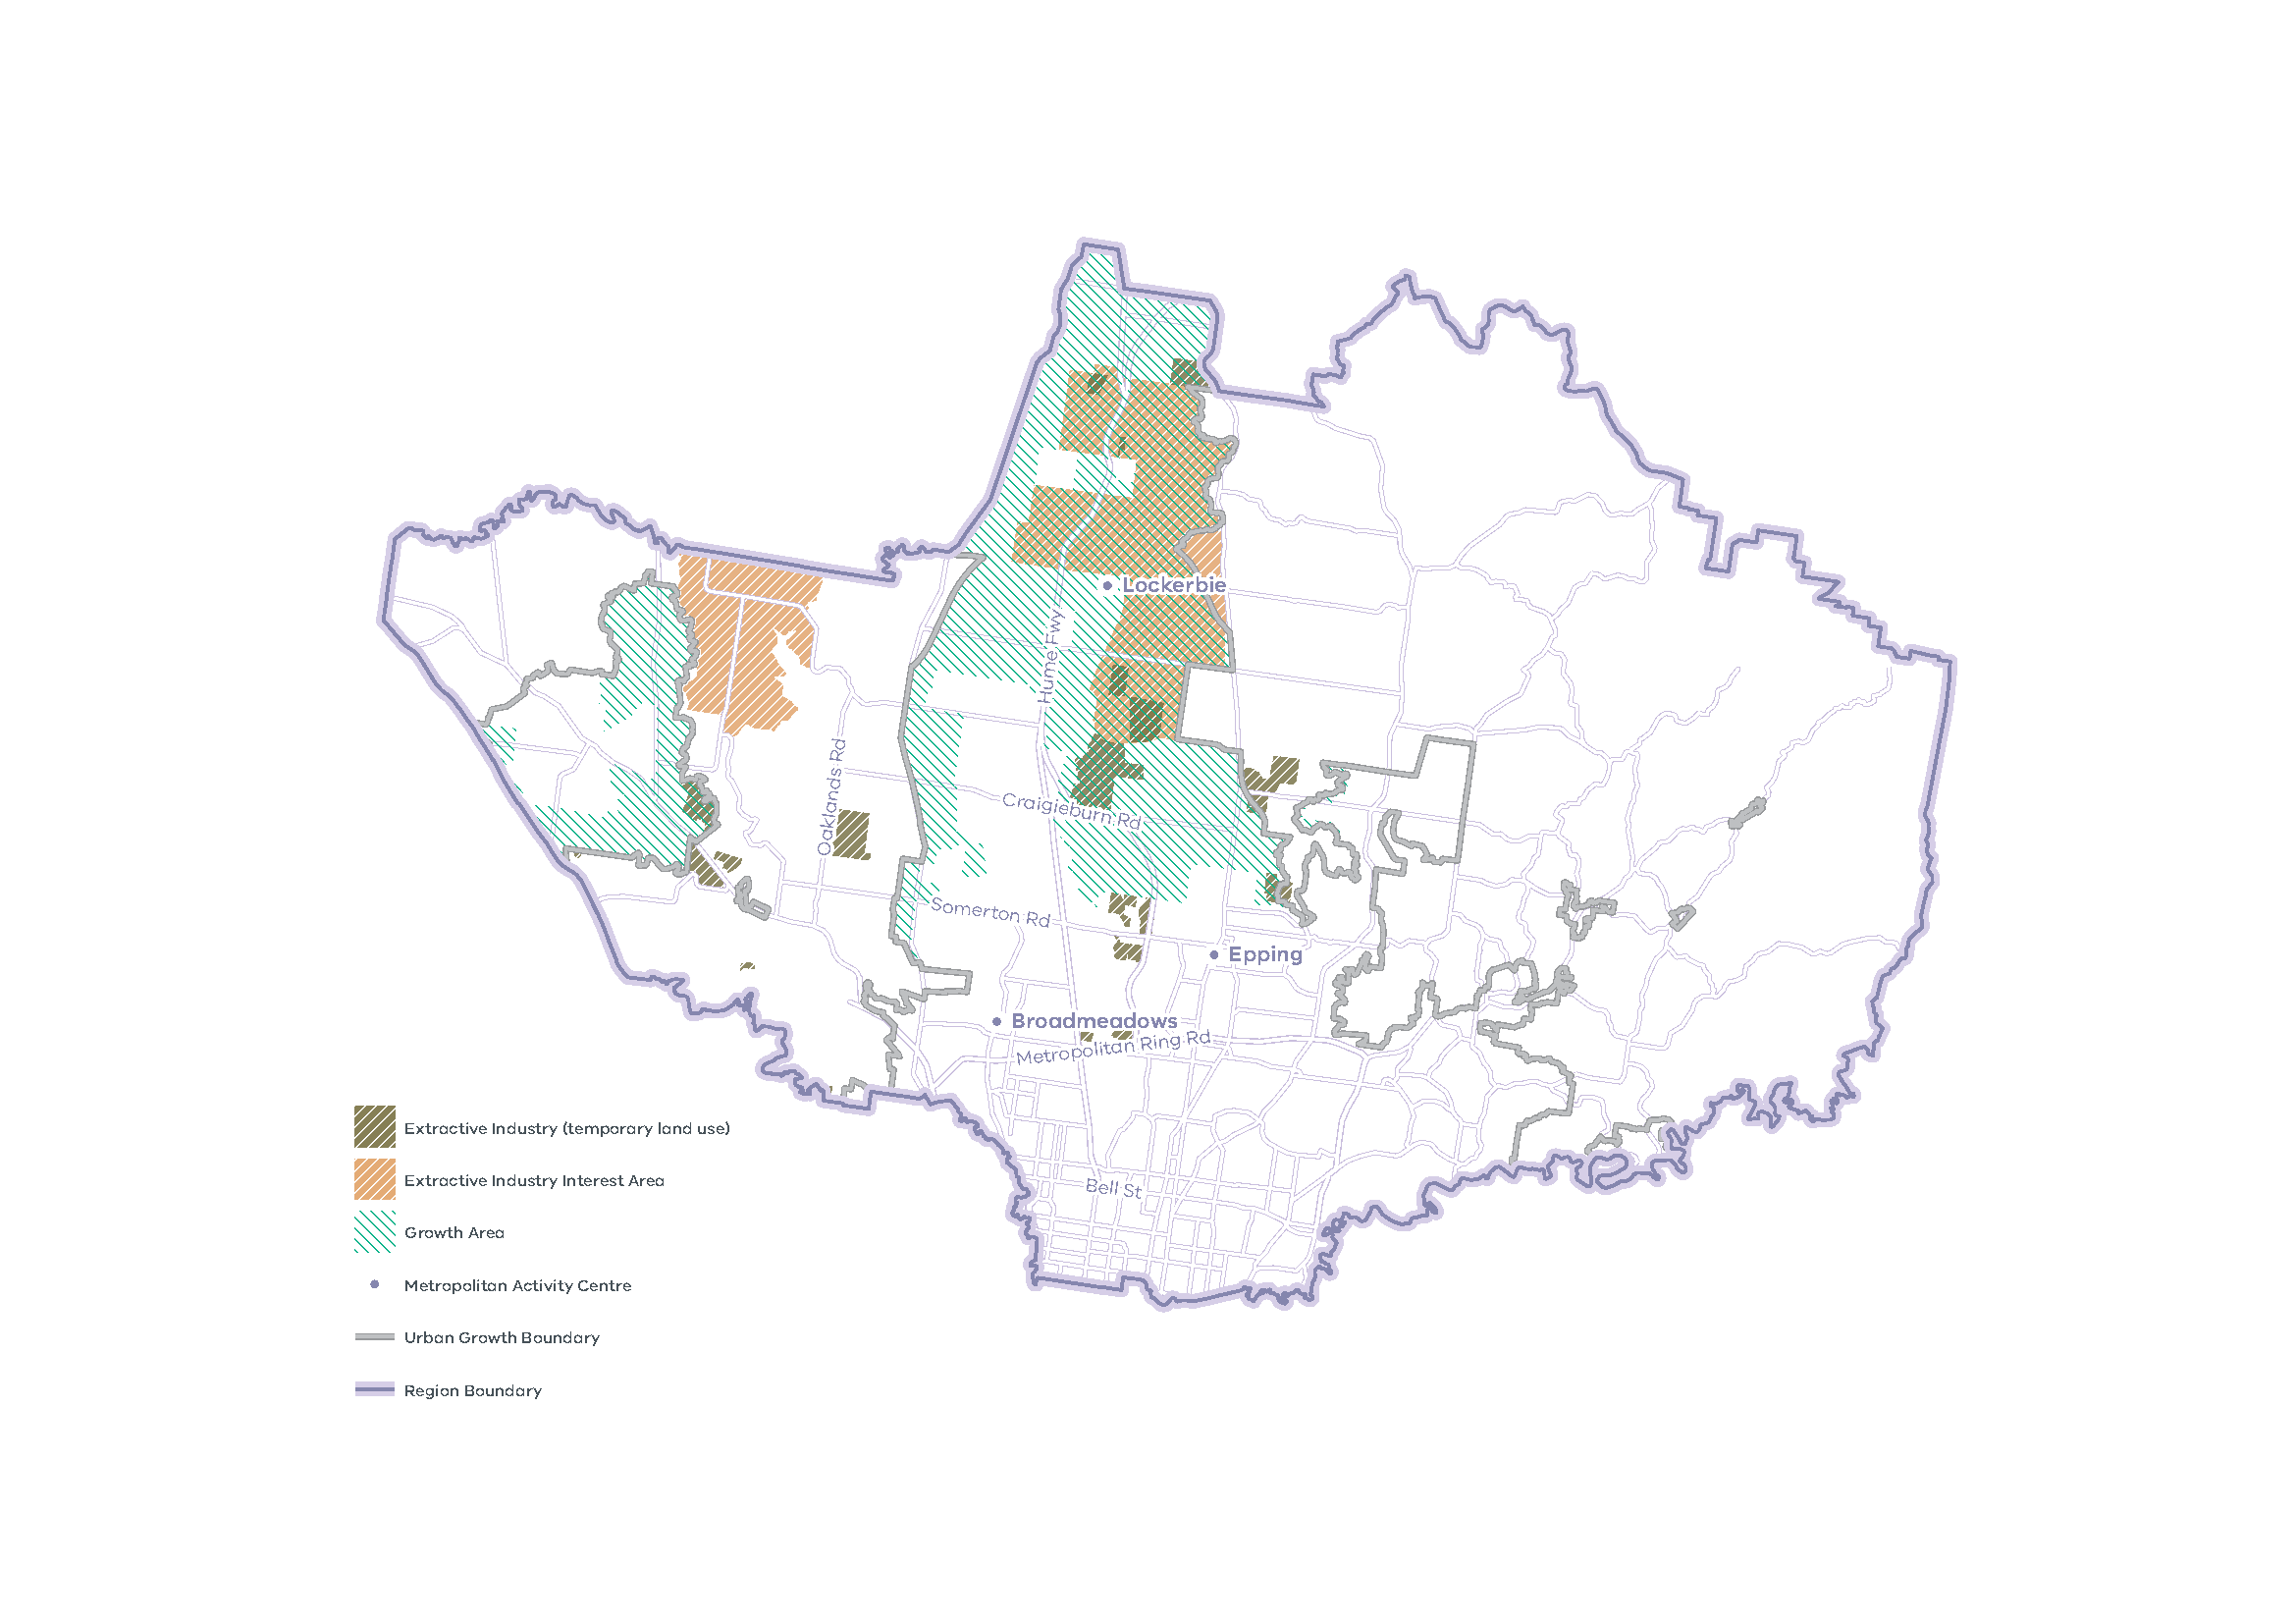 Lockerbie
Hume Fwy
Oaklands Rd
Craigieburn Rd
Somerton Rd
Epping
Broadmeadows
Metropolitan Ring Rd
Bell St
Extractive Industry (temporary land use)
Extractive Industry Interest Area
Growth Area
Metropolitan Activity Centre
Urban Growth Boundary
Region Boundary